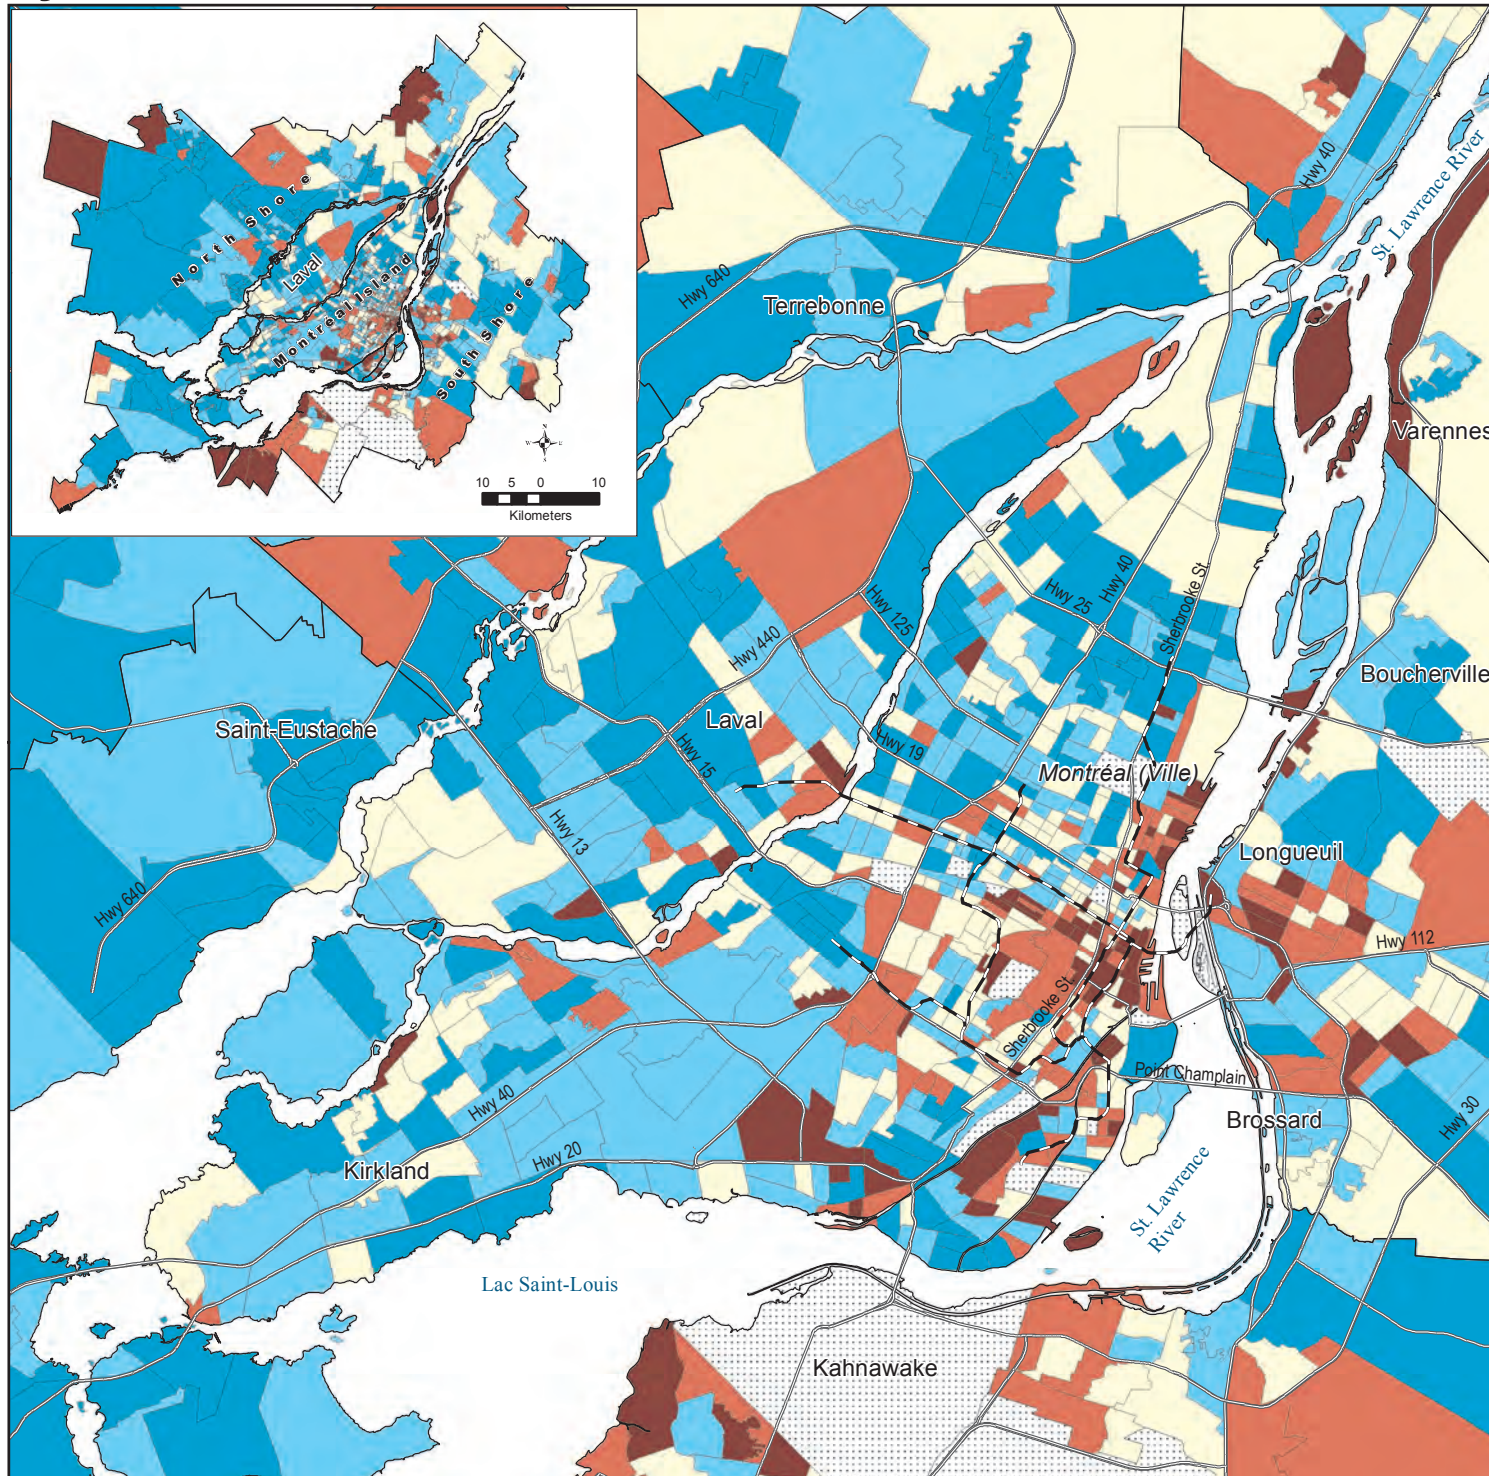 North Shore
Laval
Montréal Island
South Shore
N
W E
S
10 5 0 10
Kilometers
Hwy 40
St. Lawrence River
Hwy 640
Terrebonne
Varennes
Hwy 40
Sherbrooke St.
Hwy 25
Hwy 125
Hwy 440
Boucherville
Laval
Saint-Eustache
Hwy 15
Hwy 19
Montréal (Ville)
Hwy 13
Longueuil
Hwy 640
Hwy 112
Sherbrooke St.
Point Champlain
Hwy 40
Brossard
Hwy 30
Hwy 20
Kirkland
St. Lawrence
River
Lac Saint-Louis
Kahnawake